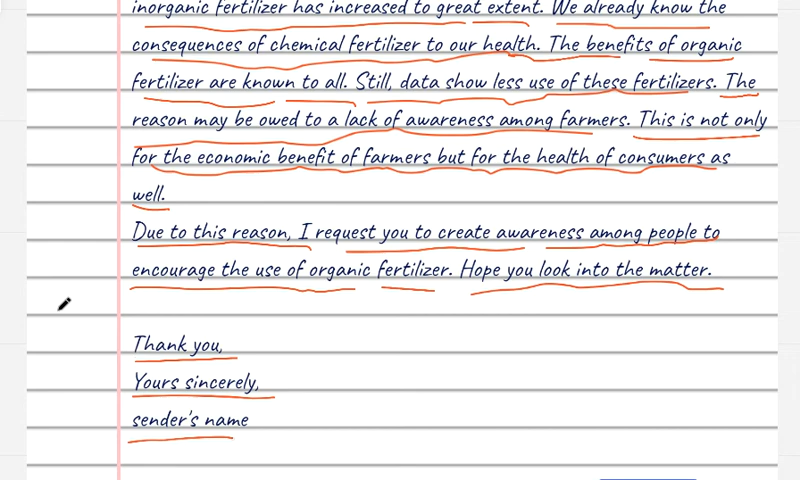 inorganic fertilizer has increased to great extent. We already know the
consequences of chemical fertilizer to our health. The benefits of organic
fertilizer are known to all. Still, data show less use of these fertilizers. The
reason may be owed to a lack of awareness among farmers. This is not only
for the economic benefit of farmers but for the health of consumers as
well.
Due to this reason, I request you to create awareness among people to
encourage the use of organic fertilizer. Hope you look into the matter.
Thank you,
Yours sincerely,
sender's name